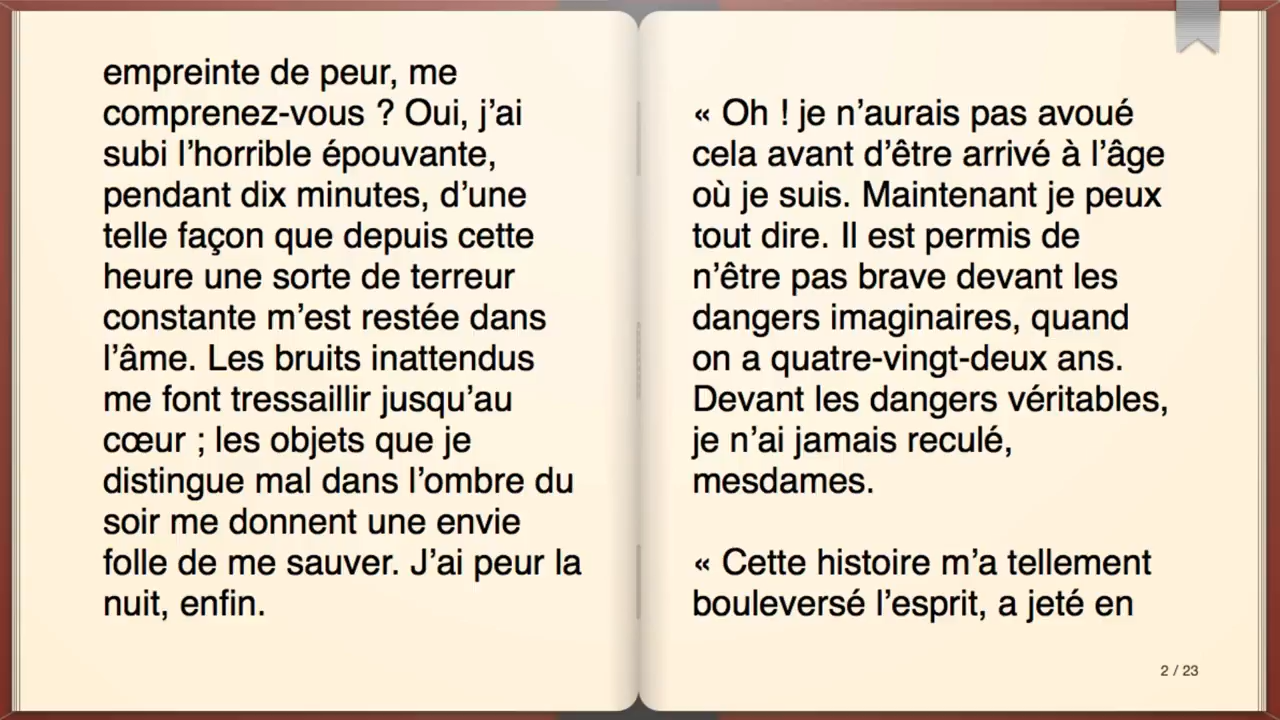 empreinte de peur, me
comprenez-vous ? Oui, j’ai
subi l’horrible épouvante,
pendant dix minutes, d’une
telle façon que depuis cette
heure une sorte de terreur
constante m’est restée dans
l’âme. Les bruits inattendus
me font tressaillir jusqu’au
cœur ; les objets que je
distingue mal dans l’ombre du
soir me donnent une envie
folle de me sauver. J’ai peur la
nuit, enfin.
« Oh ! je n’aurais pas avoué
cela avant d’être arrivé à l’âge
où je suis. Maintenant je peux
tout dire. Il est permis de
n’être pas brave devant les
dangers imaginaires, quand
on a quatre-vingt-deux ans.
Devant les dangers véritables,
je n’ai jamais reculé,
mesdames.
« Cette histoire m’a tellement
bouleversé l’esprit, a jeté en
2 / 23